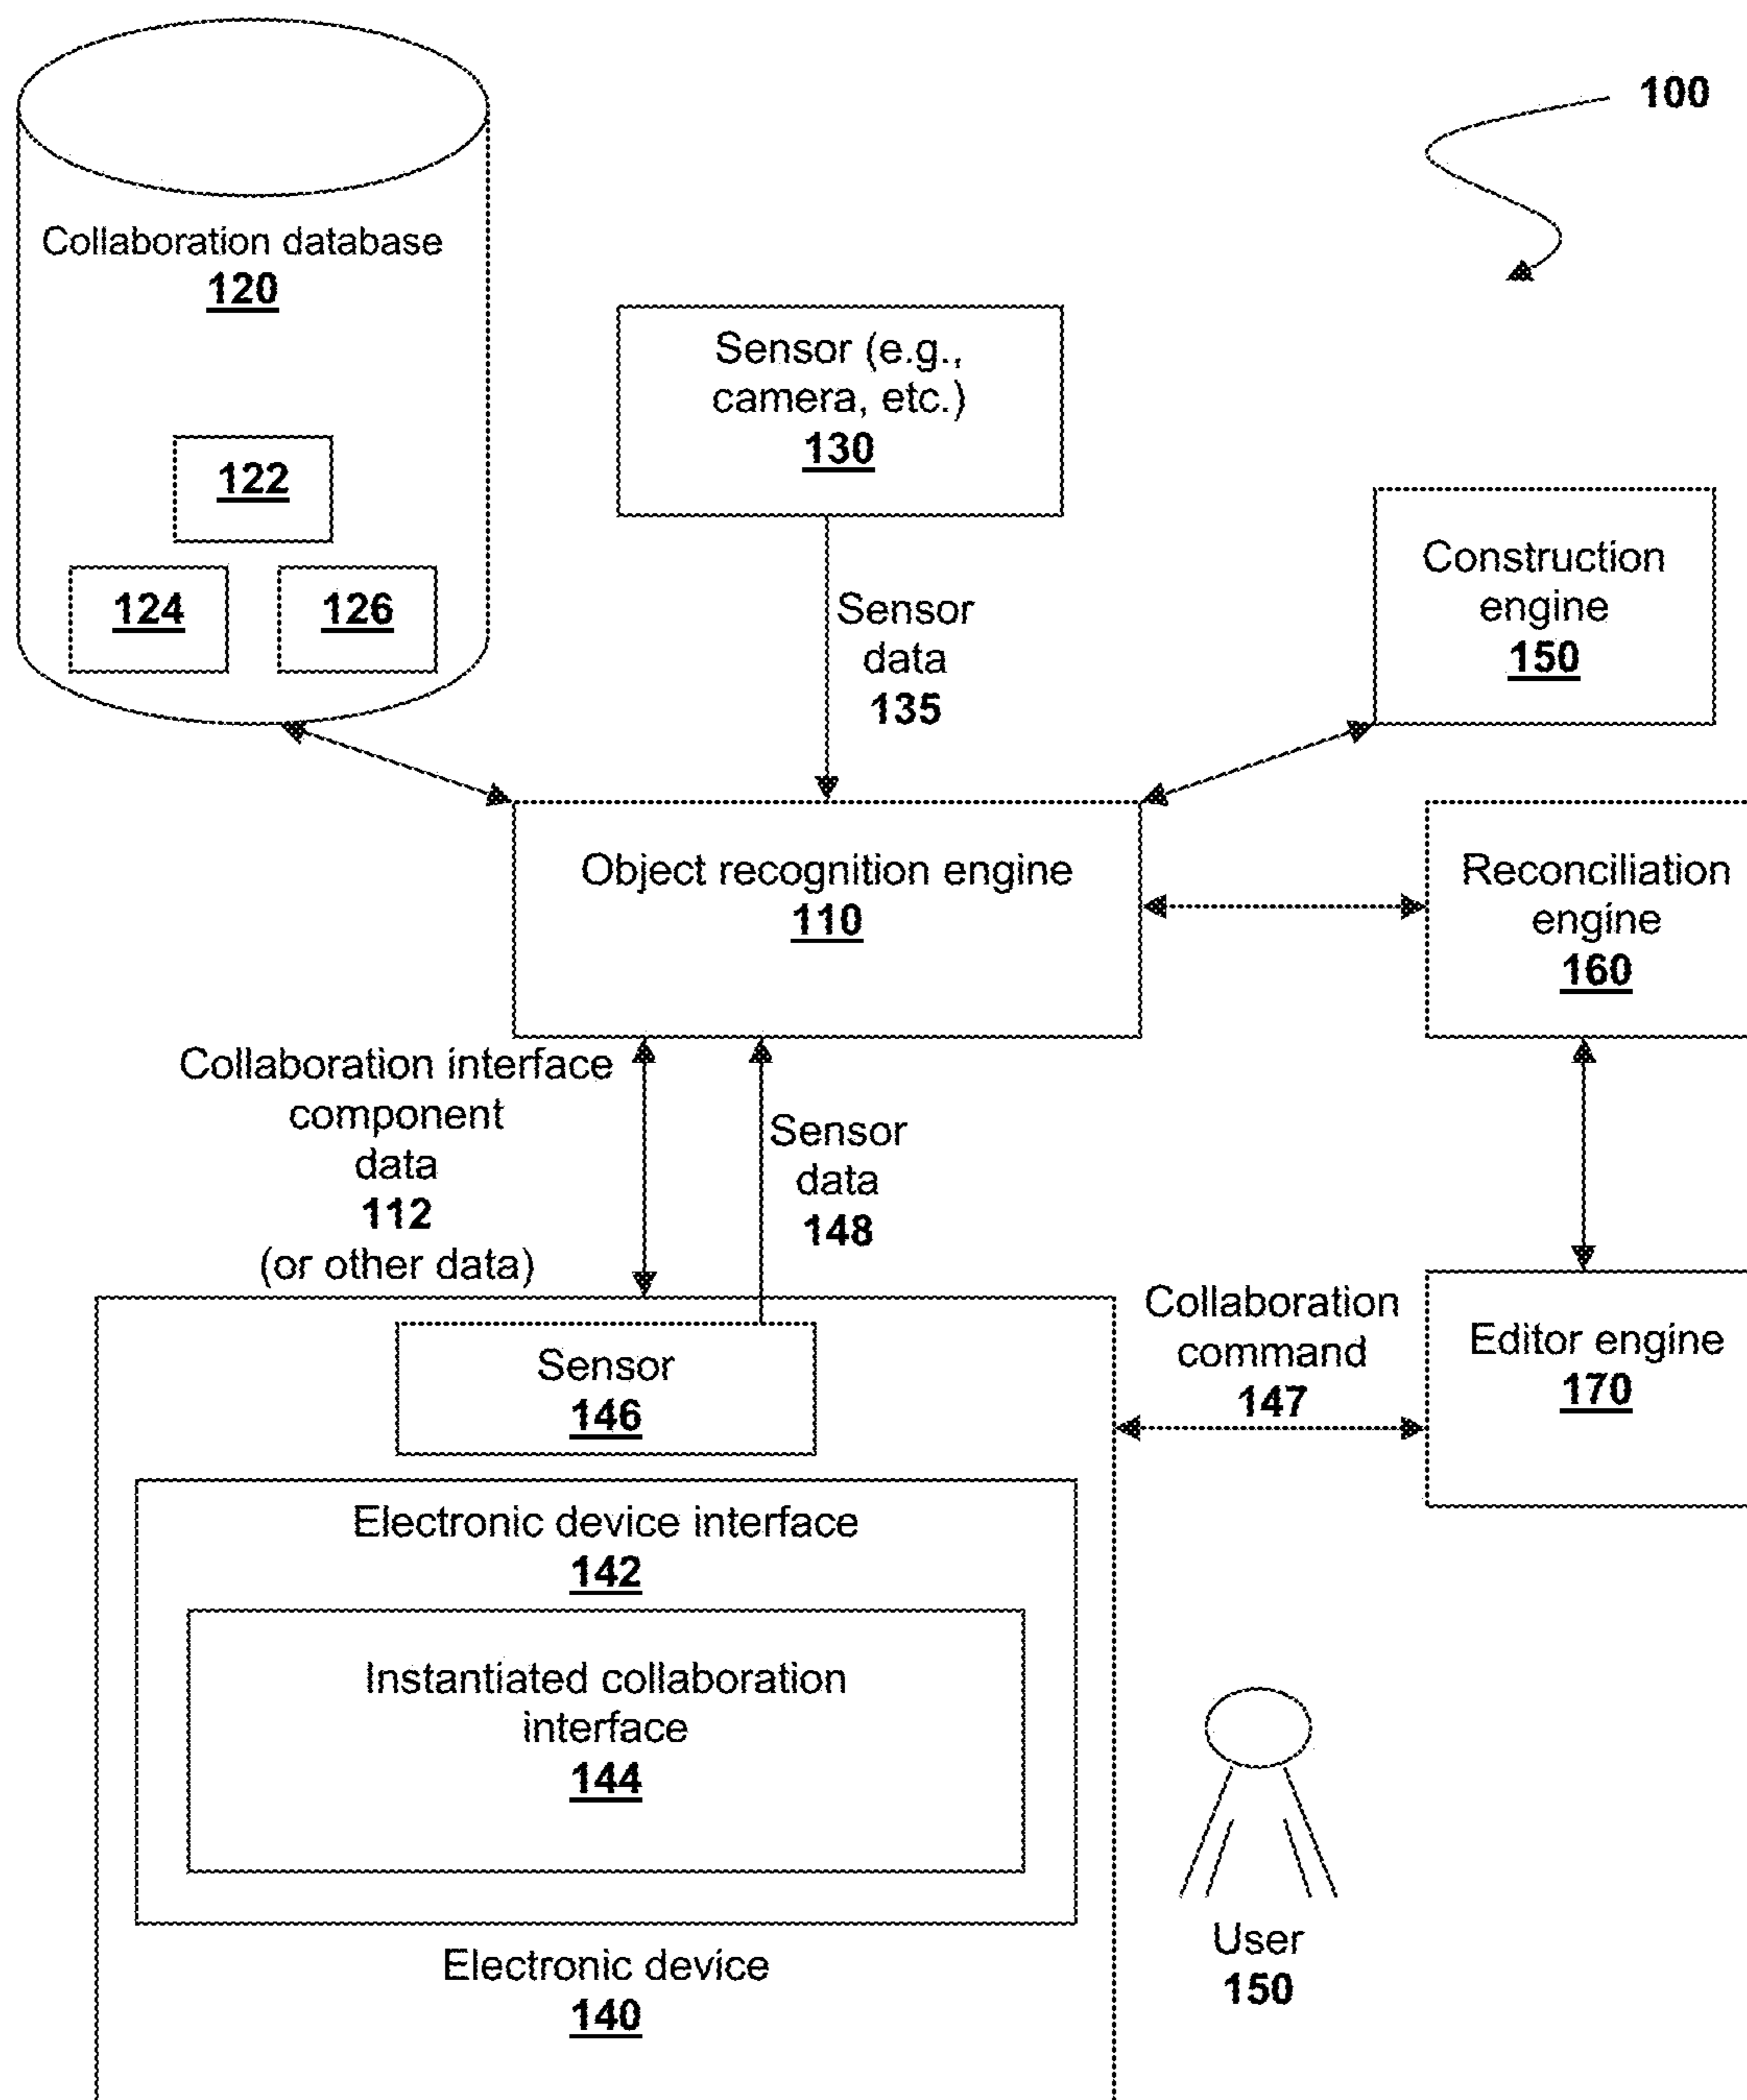 100
Collaboration database
120
122
124
126
Sensor (e.g.,
camera, etc.)
130
Sensor
data
135
Construction
engine
150
Object recognition engine
110
Reconciliation
engine
160
Collaboration interface
component
data
112
(or other data)
Sensor
data
148
Collaboration
command
147
Editor engine
170
Sensor
146
Electronic device interface
142
Instantiated collaboration
interface
144
Electronic device
140
User
150